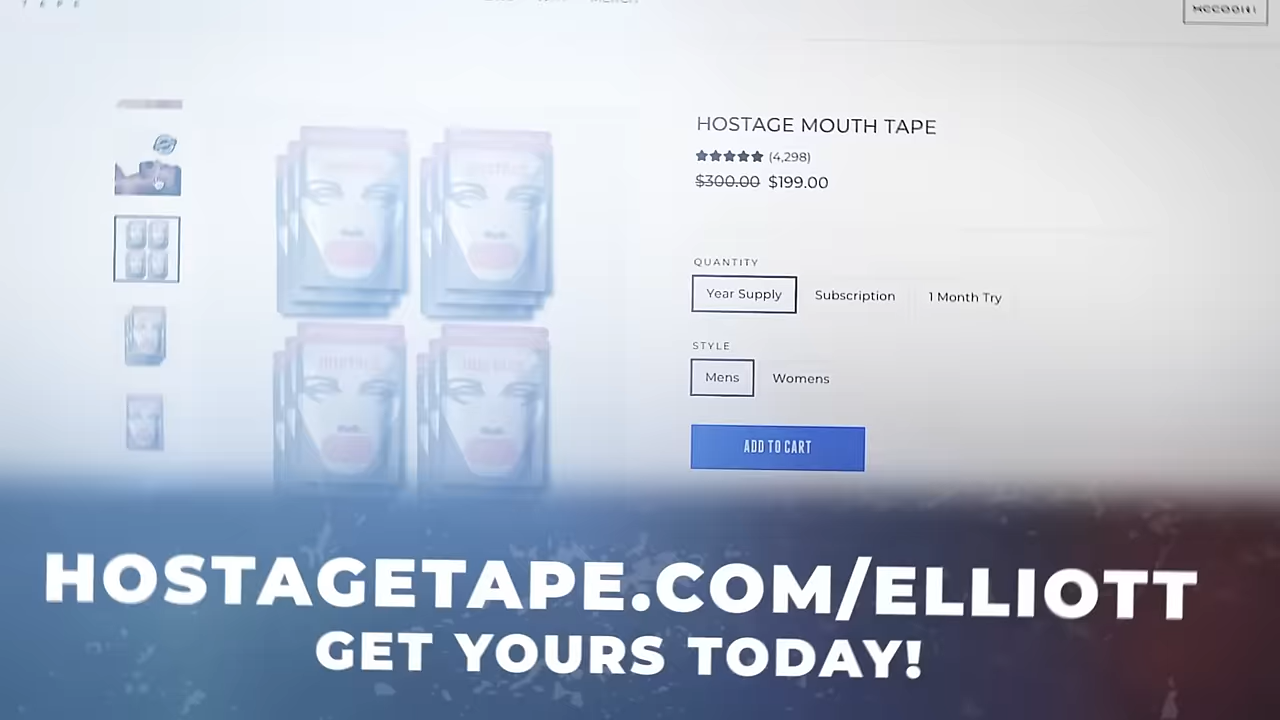 TAPE
HOSTAGE MOUTH TAPE
(4,298)
$300.00 $199.00
QUANTITY
Year Supply Subscription 1 Month Try
STYLE
Mens Womens
ADD TO CART
HOSTAGETAPE.COM/ELLIOTT
GET YOURS TODAY!